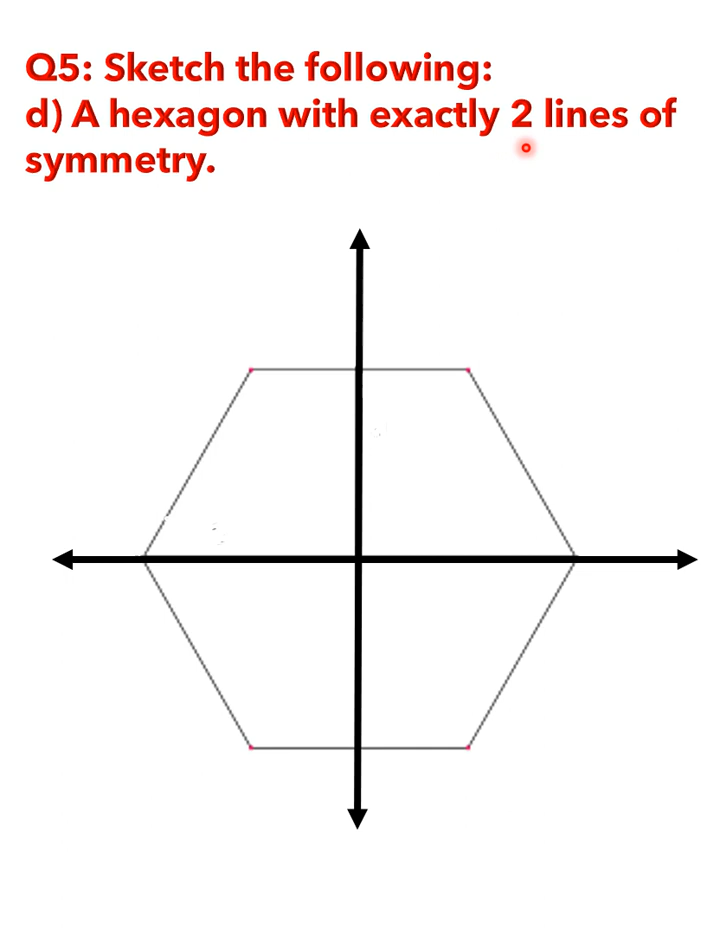 Q5: Sketch the following:
d) A hexagon with exactly 2 lines of
symmetry.